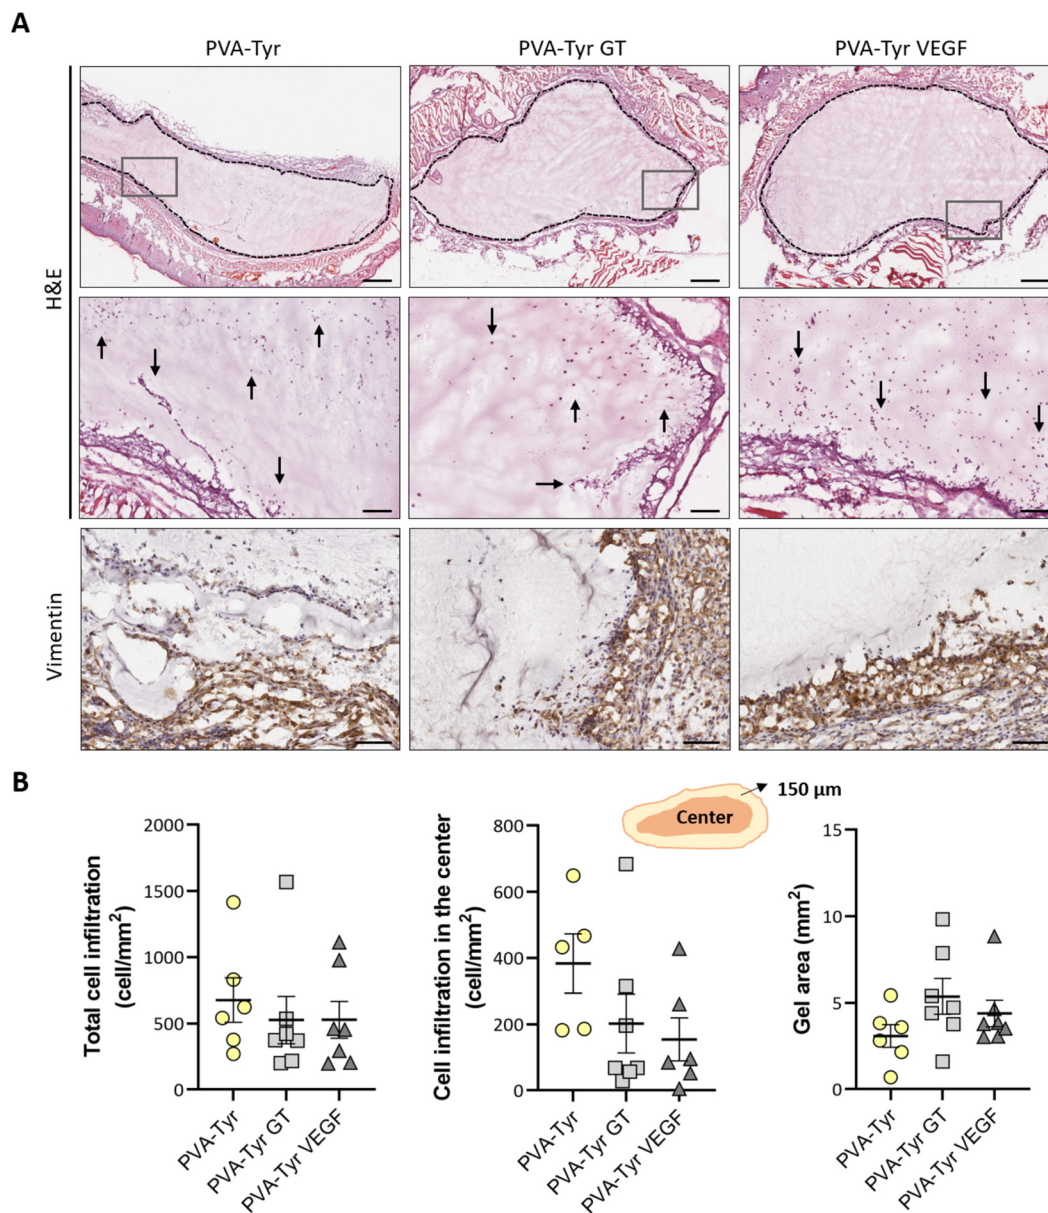 A
PVA-Tyr
PVA-Tyr GT
PVA-Tyr VEGF
H&E
Vimentin
B
Total cell infiltration
(cell/mm²)
2000
1500
1000
500
0
PVA-Tyr
PVA-Tyr GT
PVA-Tyr VEGF
Cell infiltration in the center
(cell/mm²)
800
600
400
200
0
PVA-Tyr
PVA-Tyr GT
PVA-Tyr VEGF
Center
150 µm
Gel area (mm²)
15
10
5
0
PVA-Tyr
PVA-Tyr GT
PVA-Tyr VEGF